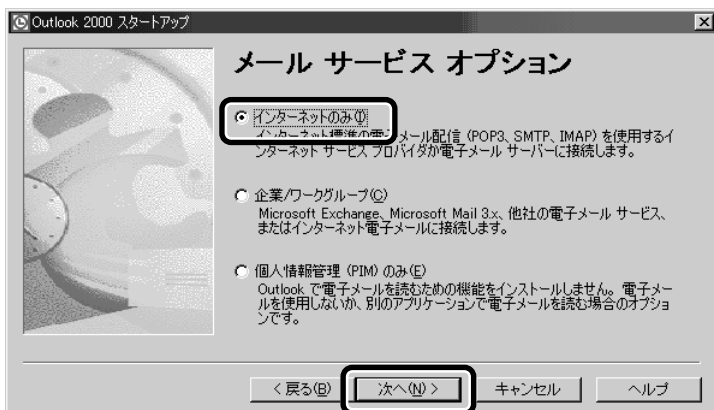 Outlook 2000 スタートアップ
メール サービス オプション
インターネットのみ(I)
インターネット標準の電子メール配信 (POP3、SMTP、IMAP) を使用するイ
ンターネット サービス プロバイダか電子メール サーバーに接続します。
企業/ワークグループ(C)
Microsoft Exchange、Microsoft Mail 3.x、他社の電子メール サービス、
またはインターネット電子メールに接続します。
個人情報管理 (PIM) のみ(E)
Outlook で電子メールを読むための機能をインストールしません。電子メー
ルを使用しないか、別のアプリケーションで電子メールを読む場合のオプショ
ンです。
< 戻る(B) 次へ(N) > キャンセル ヘルプ